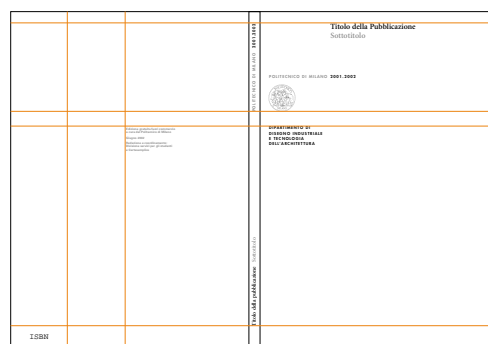 Titolo della Pubblicazione
Sottotitolo
POLITECNICO DI MILANO 2001.2002
DIPARTIMENTO DI
DISEGNO INDUSTRIALE
E TECNOLOGIA
DELL'ARCHITETTURA
POLITECNICO DI MILANO 2001.2002
Titolo della pubblicazione Sottotitolo
ISBN